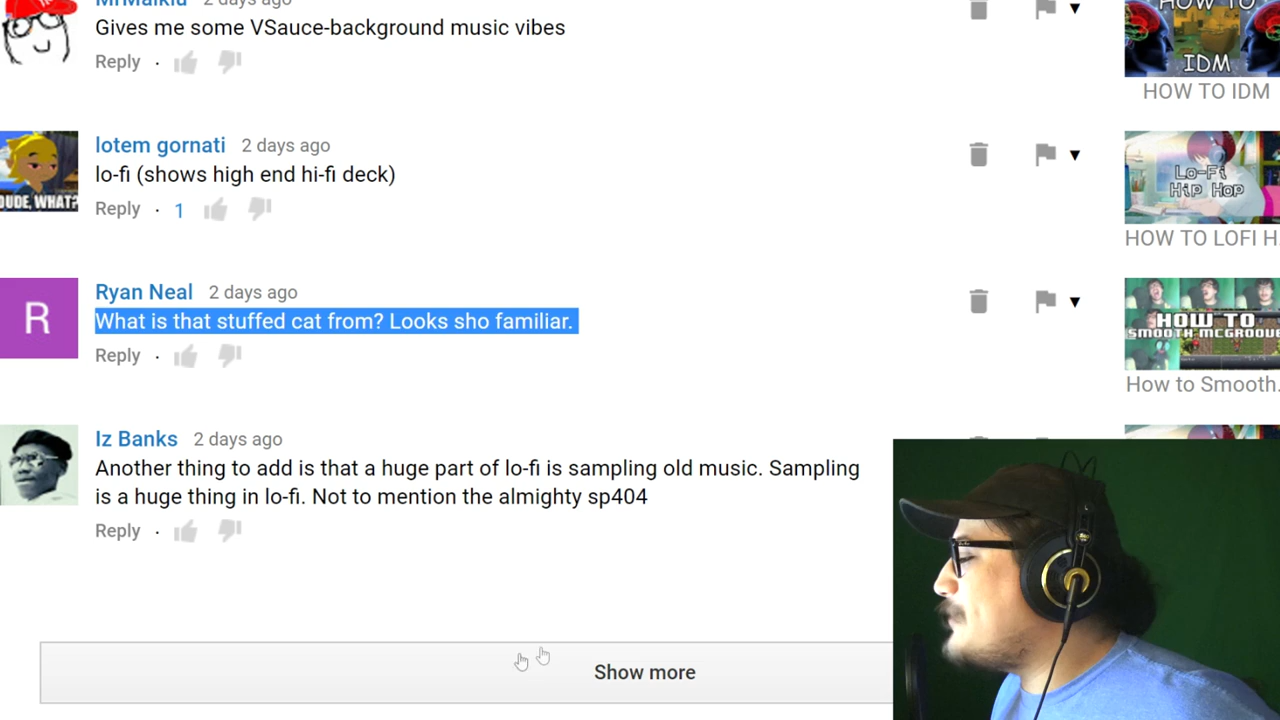 MrMalklu 2 days ago
Gives me some VSauce-background music vibes
Reply ·
HOW TO
IDM
HOW TO IDM
DUDE, WHAT?
lotem gornati 2 days ago
lo-fi (shows high end hi-fi deck)
Reply · 1
Lo-Fi
Hip Hop
HOW TO LOFI H...
R
Ryan Neal 2 days ago
What is that stuffed cat from? Looks sho familiar.
Reply ·
HOW TO
SMOOTH MCGROOVE
How to Smooth...
Iz Banks 2 days ago
Another thing to add is that a huge part of lo-fi is sampling old music. Sampling
is a huge thing in lo-fi. Not to mention the almighty sp404
Reply ·
Show more